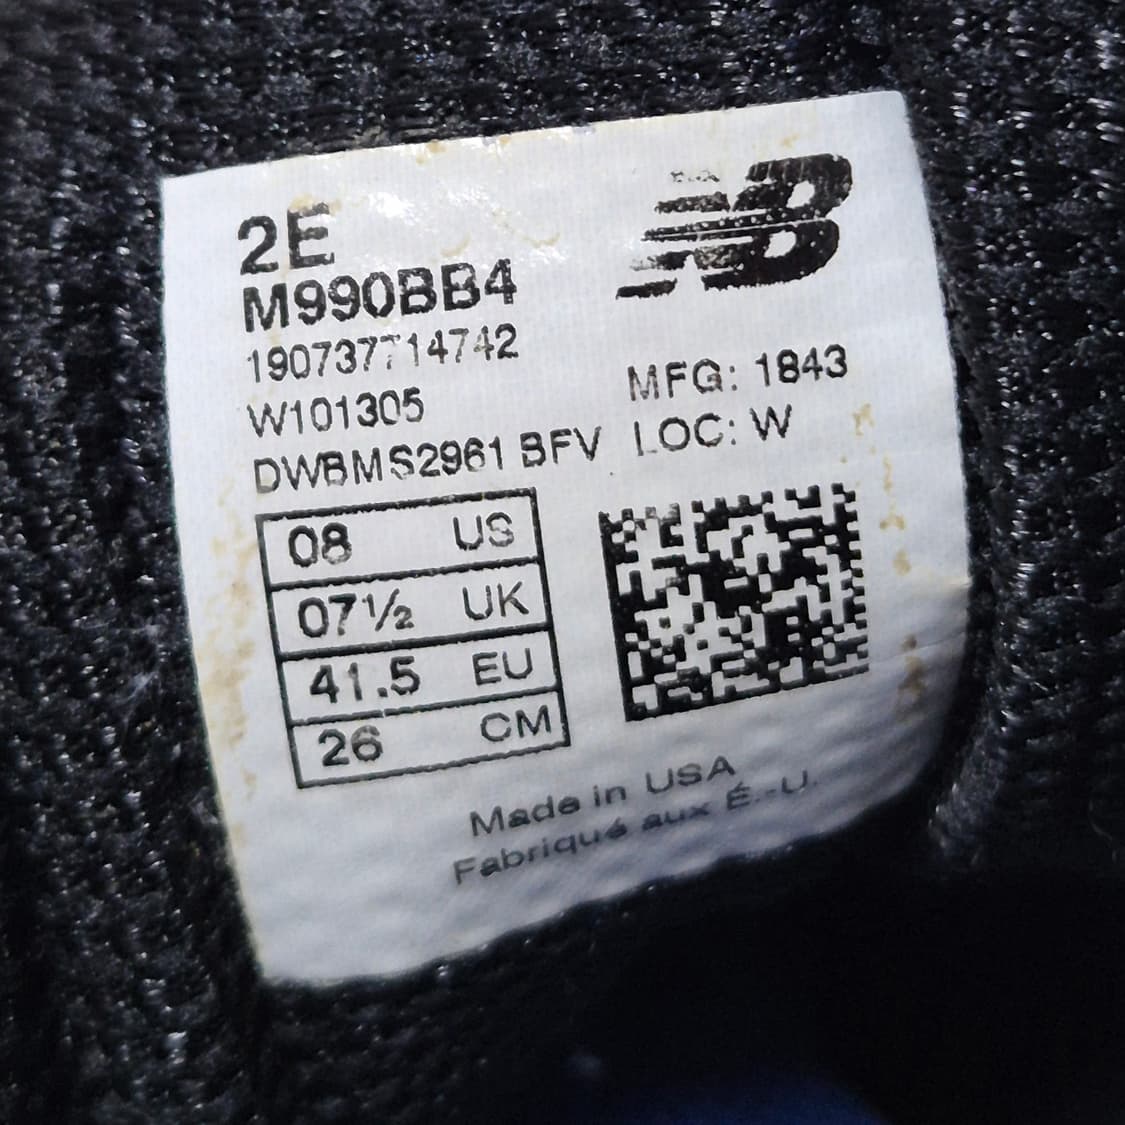 2E
M990BB4
190737714742
W101305
DWBMS2961 BFV
NB
MFG: 1843
LOC: W
08 US
07½ UK
41.5 EU
26 CM
Made in USA
Fabriqué aux É.-U.